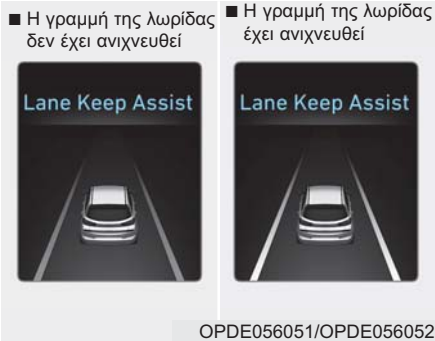 ■ Η γραμμή της λωρίδας
δεν έχει ανιχνευθεί
Lane Keep Assist
■ Η γραμμή της λωρίδας
έχει ανιχνευθεί
Lane Keep Assist
OPDE056051/OPDE056052